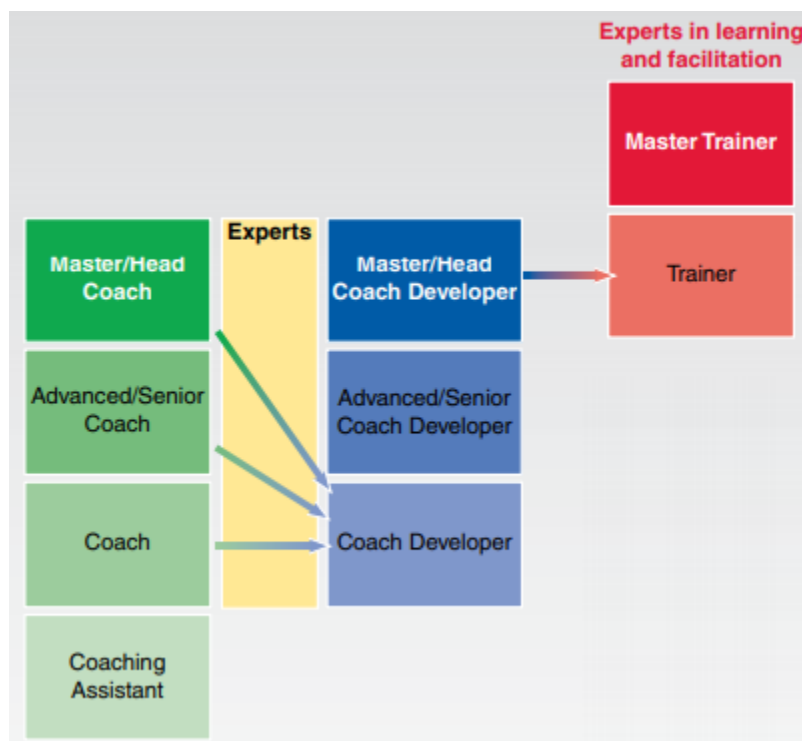 Experts in learning
and facilitation
Master Trainer
Trainer
Experts
Master/Head
Coach
Master/Head
Coach Developer
Advanced/Senior
Coach
Advanced/Senior
Coach Developer
Coach
Coach Developer
Coaching
Assistant